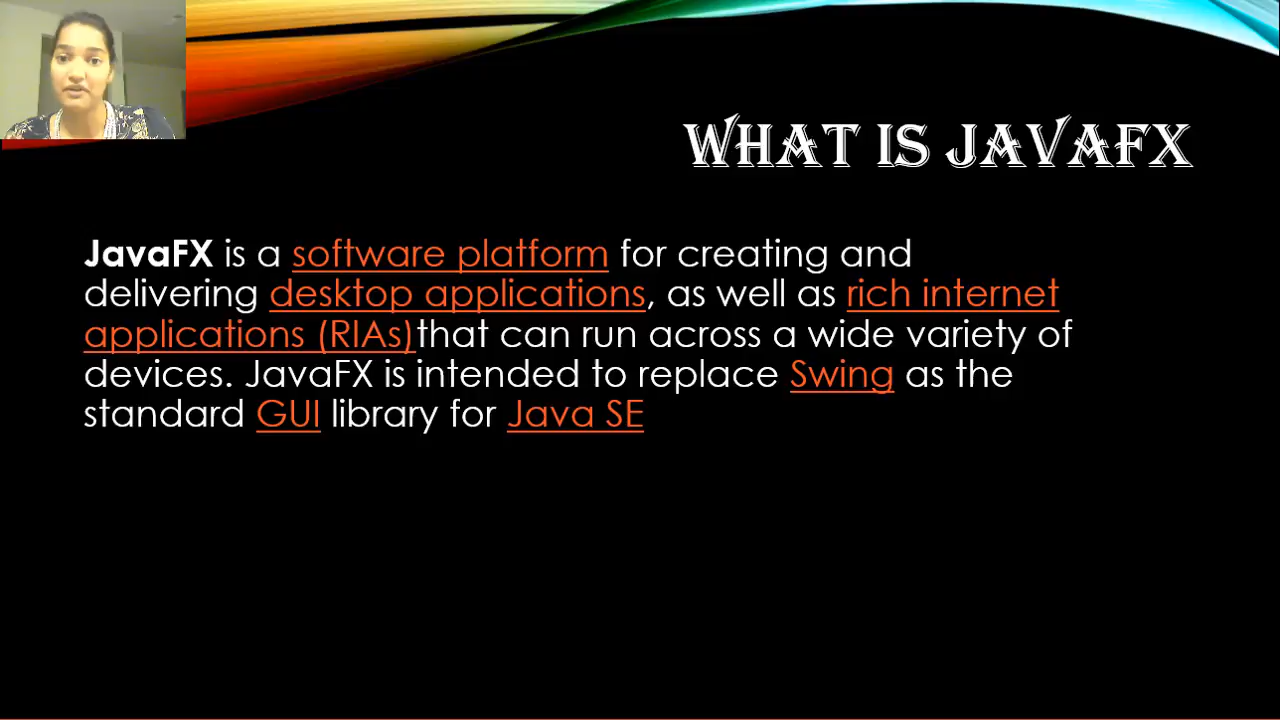 WHAT IS JAVAFX
JavaFX is a software platform for creating and
delivering desktop applications, as well as rich internet
applications (RIAs)that can run across a wide variety of
devices. JavaFX is intended to replace Swing as the
standard GUI library for Java SE